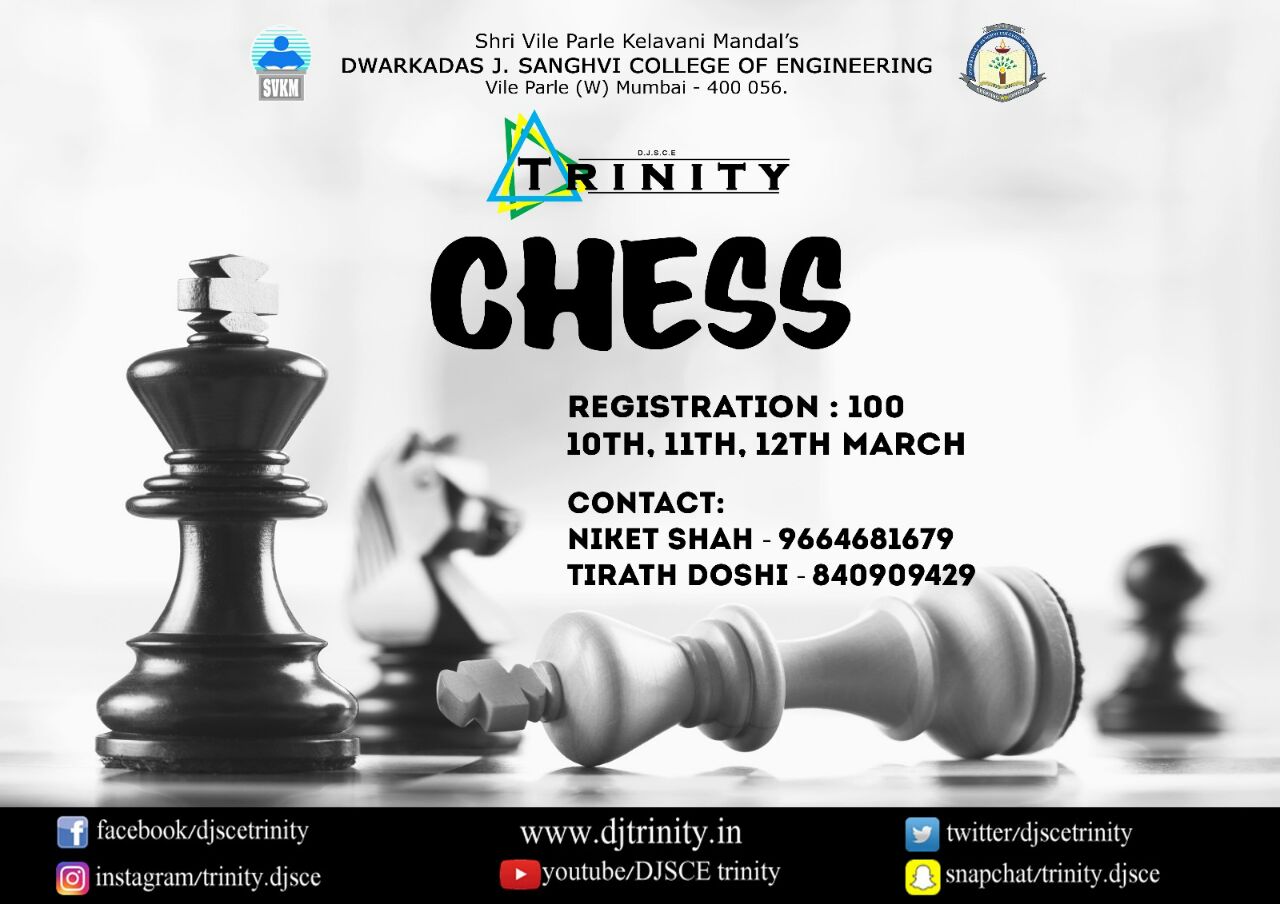 Shri Vile Parle Kelavani Mandal's
DWARKADAS J. SANGHVI COLLEGE OF ENGINEERING
Vile Parle (W) Mumbai - 400 056.
SVKM
D.J.S.C.E
TRINITY
CHESS
REGISTRATION : 100
10TH, 11TH, 12TH MARCH
CONTACT:
NIKET SHAH - 9664681679
TIRATH DOSHI - 840909429
facebook/djscetrinity
www.djtrinity.in
twitter/djscetrinity
instagram/trinity.djsce
youtube/DJSCE trinity
snapchat/trinity.djsce